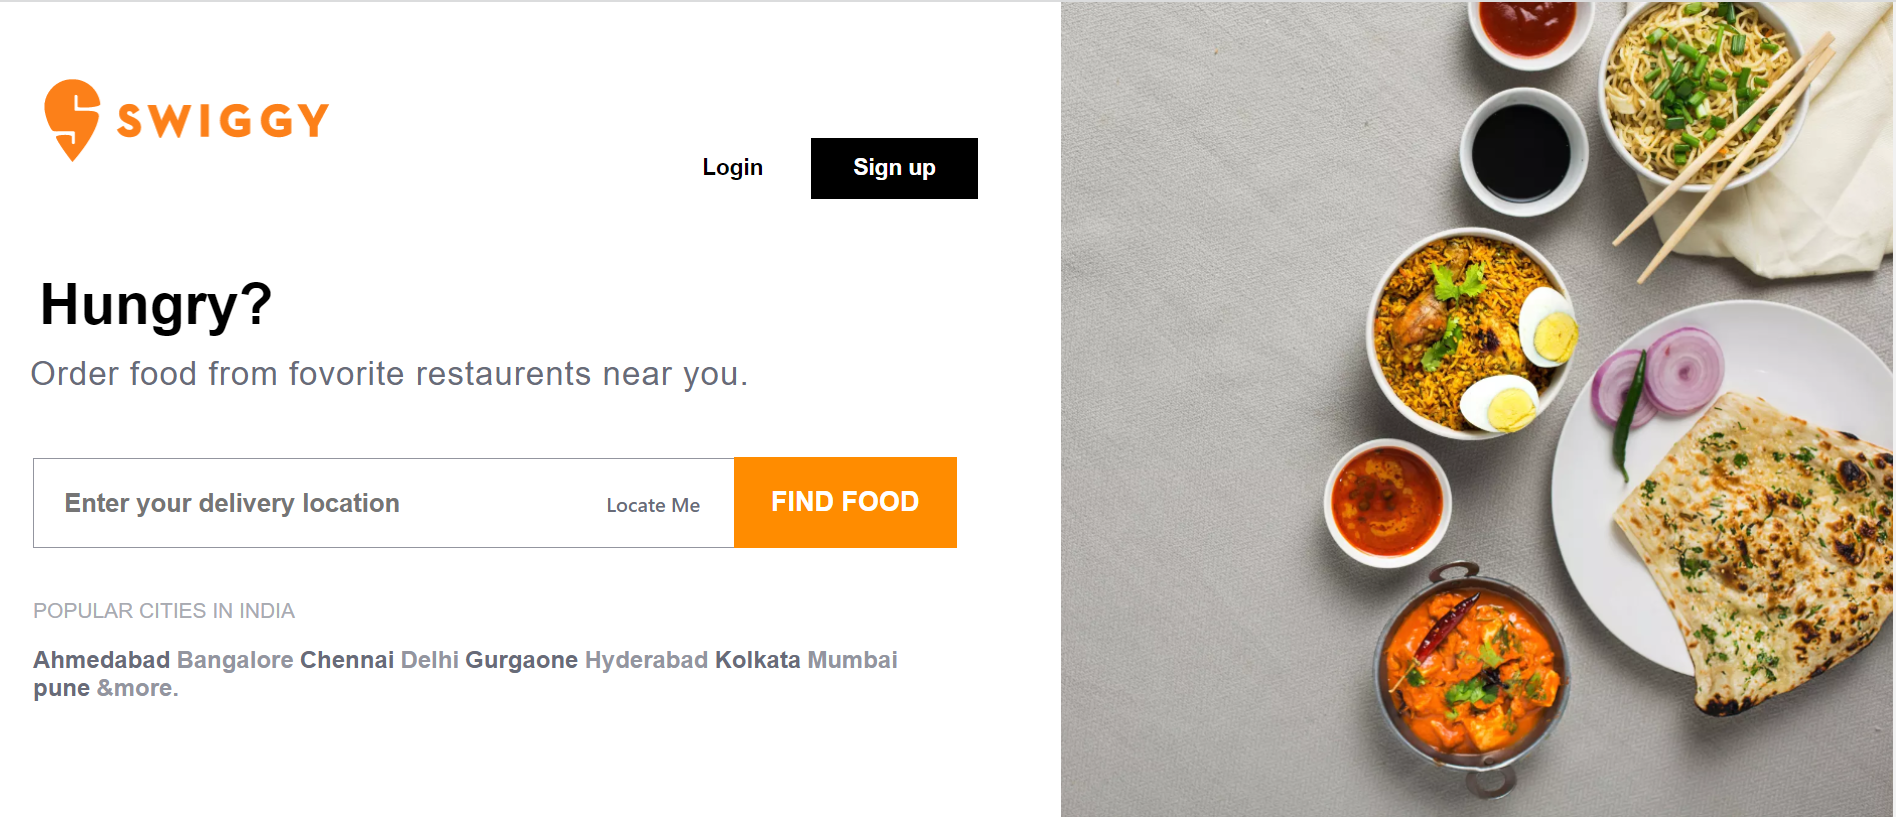 SWIGGY
Login
Sign up
Hungry?
Order food from fovorite restaurents near you.
Enter your delivery location
Locate Me
FIND FOOD
POPULAR CITIES IN INDIA
Ahmedabad Bangalore Chennai Delhi Gurgaone Hyderabad Kolkata Mumbai
pune &more.